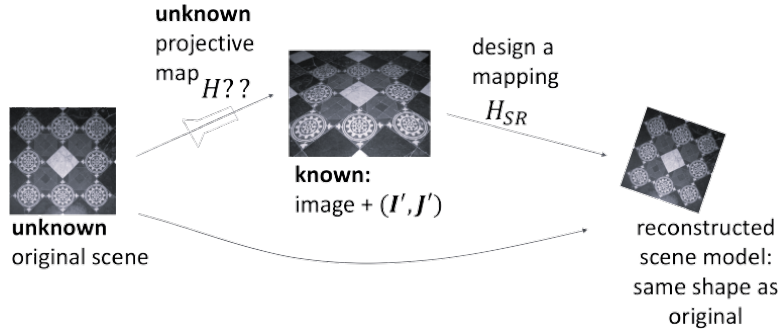 unknown
projective
map
H??
design a
mapping
H_SR
known:
image + (I′,J′)
unknown
original scene
reconstructed
scene model:
same shape as
original